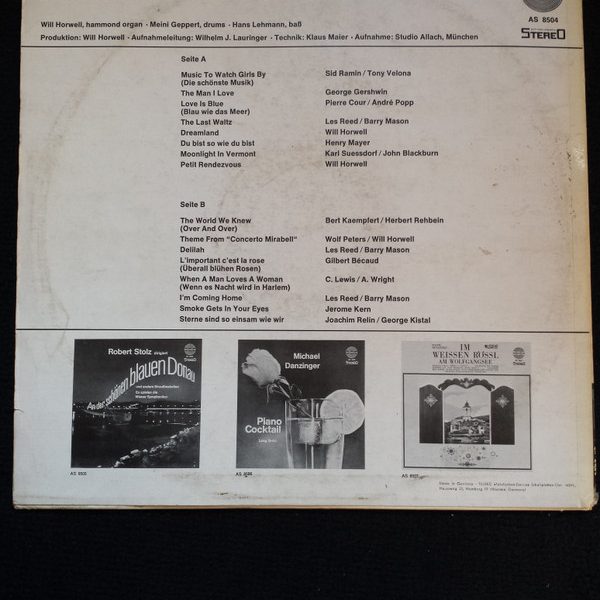 Will Horwell, hammond organ · Meini Geppert, drums · Hans Lehmann, baß
AS 8504
Produktion: Will Horwell · Aufnahmeleitung: Wilhelm J. Lauringer · Technik: Klaus Maier · Aufnahme: Studio Allach, München
STEREO
Seite A
Music To Watch Girls By Sid Ramin / Tony Velona
(Die schönste Musik)
The Man I Love George Gershwin
Love Is Blue Pierre Cour / André Popp
(Blau wie das Meer)
The Last Waltz Les Reed / Barry Mason
Dreamland Will Horwell
Du bist so wie du bist Henry Mayer
Moonlight In Vermont Karl Suessdorf / John Blackburn
Petit Rendezvous Will Horwell
Seite B
The World We Knew Bert Kaempfert / Herbert Rehbein
(Over And Over)
Theme From "Concerto Mirabell" Wolf Peters / Will Horwell
Delilah Les Reed / Barry Mason
L'important c'est la rose Gilbert Bécaud
(Überall blühen Rosen)
When A Man Loves A Woman C. Lewis / A. Wright
(Wenn es Nacht wird in Harlem)
I'm Coming Home Les Reed / Barry Mason
Smoke Gets In Your Eyes Jerome Kern
Sterne sind so einsam wie wir Joachim Relin / George Kistal
Robert Stolz dirigiert
An der schönen blauen Donau
Es spielen die
Wiener Symphoniker
Michael
Danzinger
Piano
Cocktail
IM
WEISSEN RÖSSL
AM WOLFGANGSEE